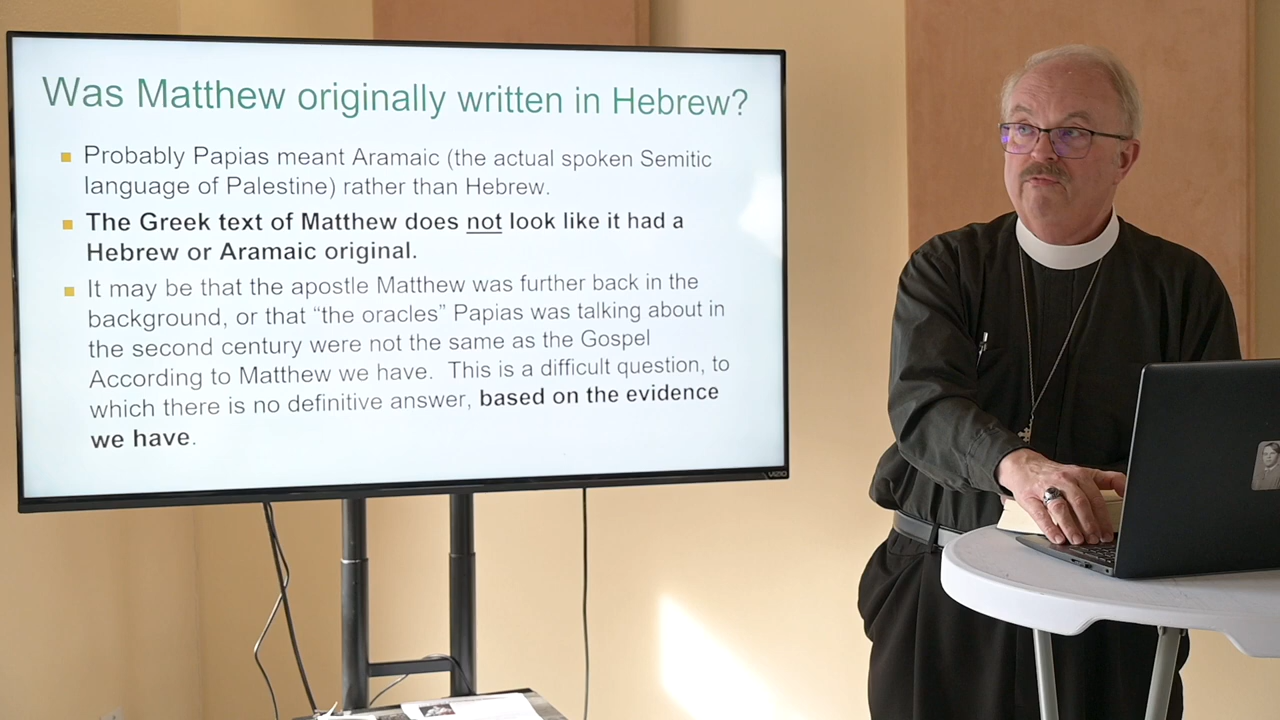 Was Matthew originally written in Hebrew?
Probably Papias meant Aramaic (the actual spoken Semitic
language of Palestine) rather than Hebrew.
The Greek text of Matthew does not look like it had a
Hebrew or Aramaic original.
It may be that the apostle Matthew was further back in the
background, or that “the oracles” Papias was talking about in
the second century were not the same as the Gospel
According to Matthew we have. This is a difficult question, to
which there is no definitive answer, based on the evidence
we have.
VIZIO